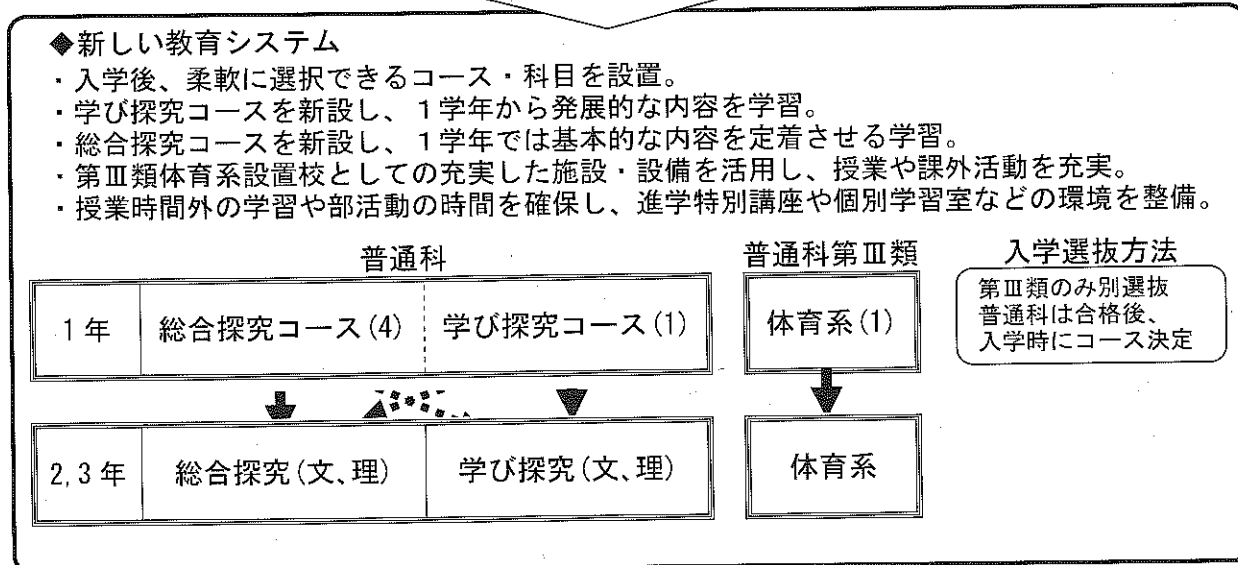 ◆新しい教育システム
・入学後、柔軟に選択できるコース・科目を設置。
・学び探究コースを新設し、1学年から発展的な内容を学習。
・総合探究コースを新設し、1学年では基本的な内容を定着させる学習。
・第Ⅲ類体育系設置校としての充実した施設・設備を活用し、授業や課外活動を充実。
・授業時間外の学習や部活動の時間を確保し、進学特別講座や個別学習室などの環境を整備。
普通科
普通科第Ⅲ類
入学選抜方法
1年 総合探究コース(4) 学び探究コース(1)
体育系(1)
第Ⅲ類のみ別選抜
普通科は合格後、
入学時にコース決定
2,3年 総合探究(文、理) 学び探究(文、理)
体育系